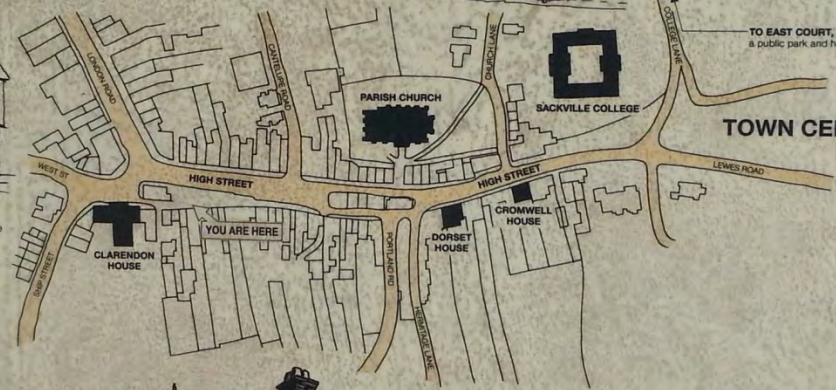 TO EAST COURT,
a public park and h
LONDON ROAD
CANTELUPE ROAD
CHURCH LANE
COLLEGE LANE
PARISH CHURCH
SACKVILLE COLLEGE
TOWN CE
WEST ST
HIGH STREET
HIGH STREET
LEWES ROAD
YOU ARE HERE
CROMWELL
HOUSE
DORSET
HOUSE
CLARENDON
HOUSE
SHIP STREET
PORTLAND RD
HERMITAGE LANE